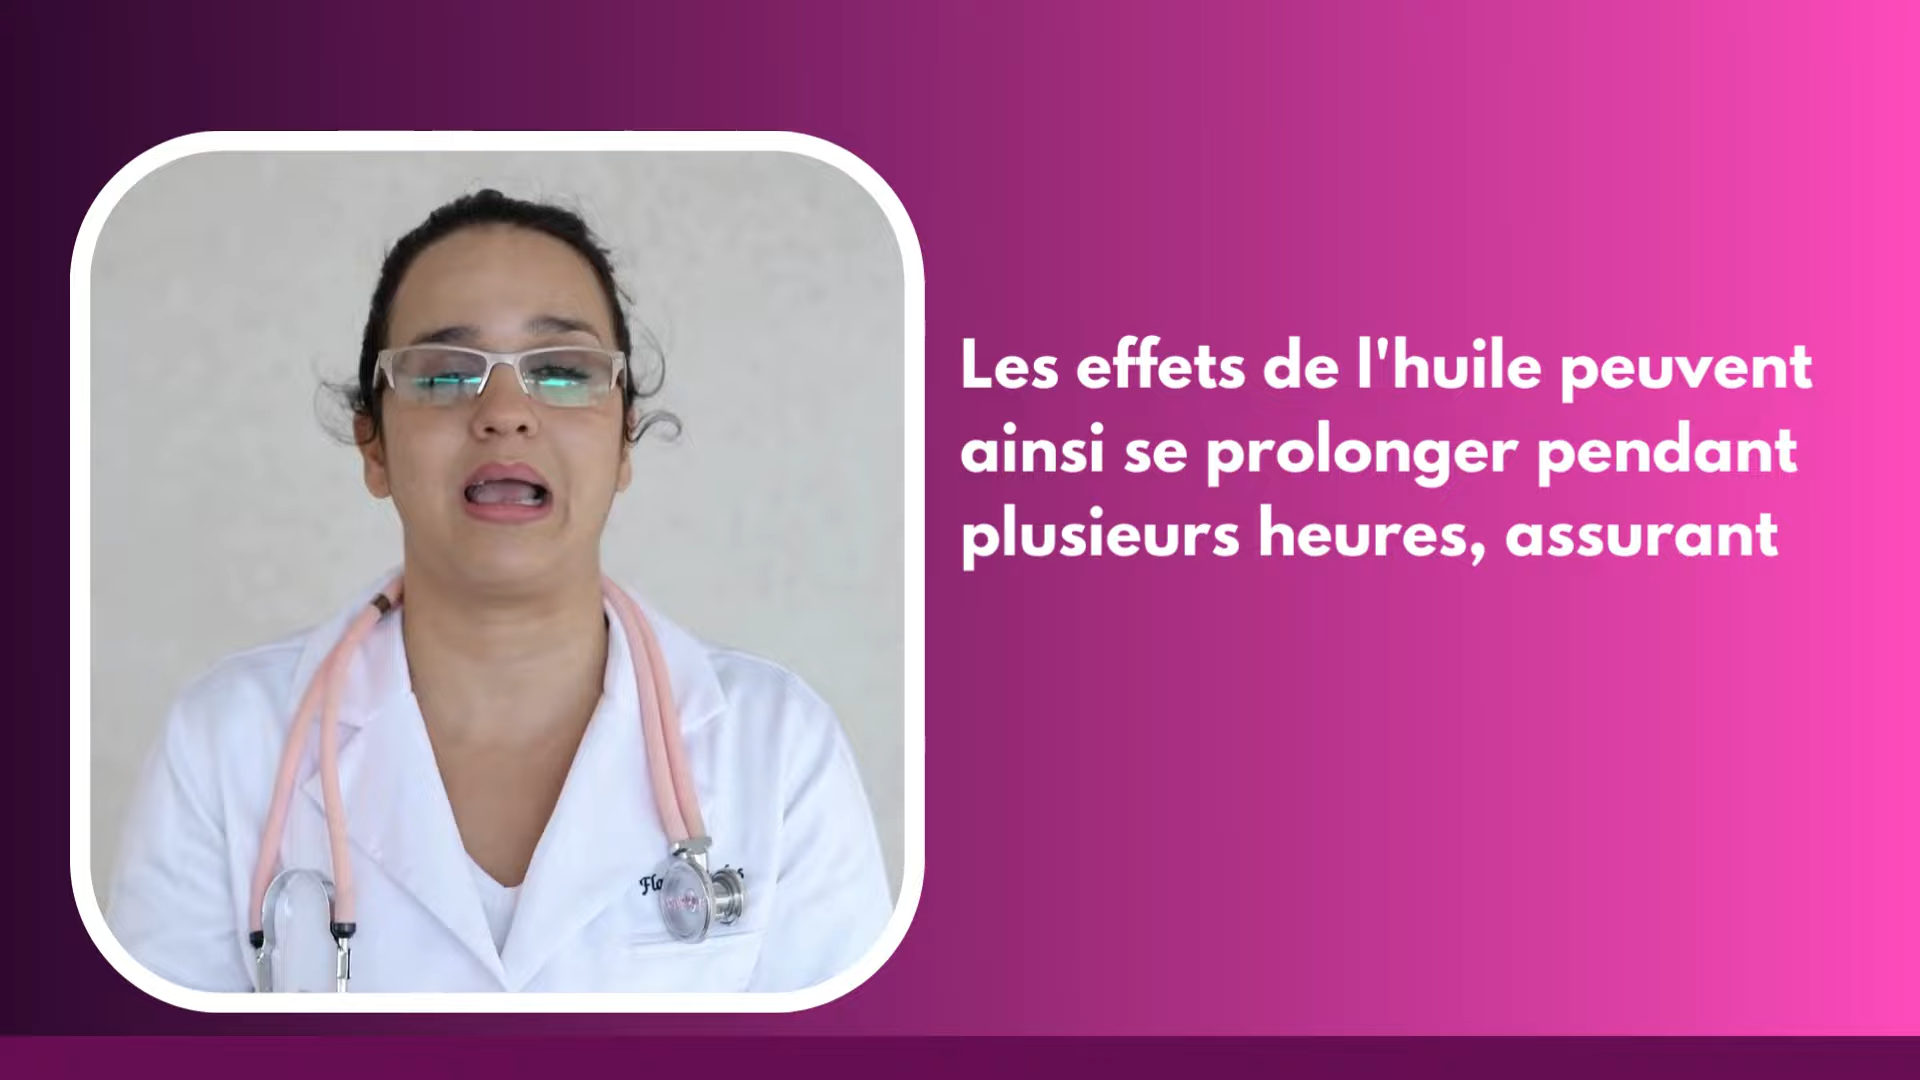 Les effets de l'huile peuvent
ainsi se prolonger pendant
plusieurs heures, assurant